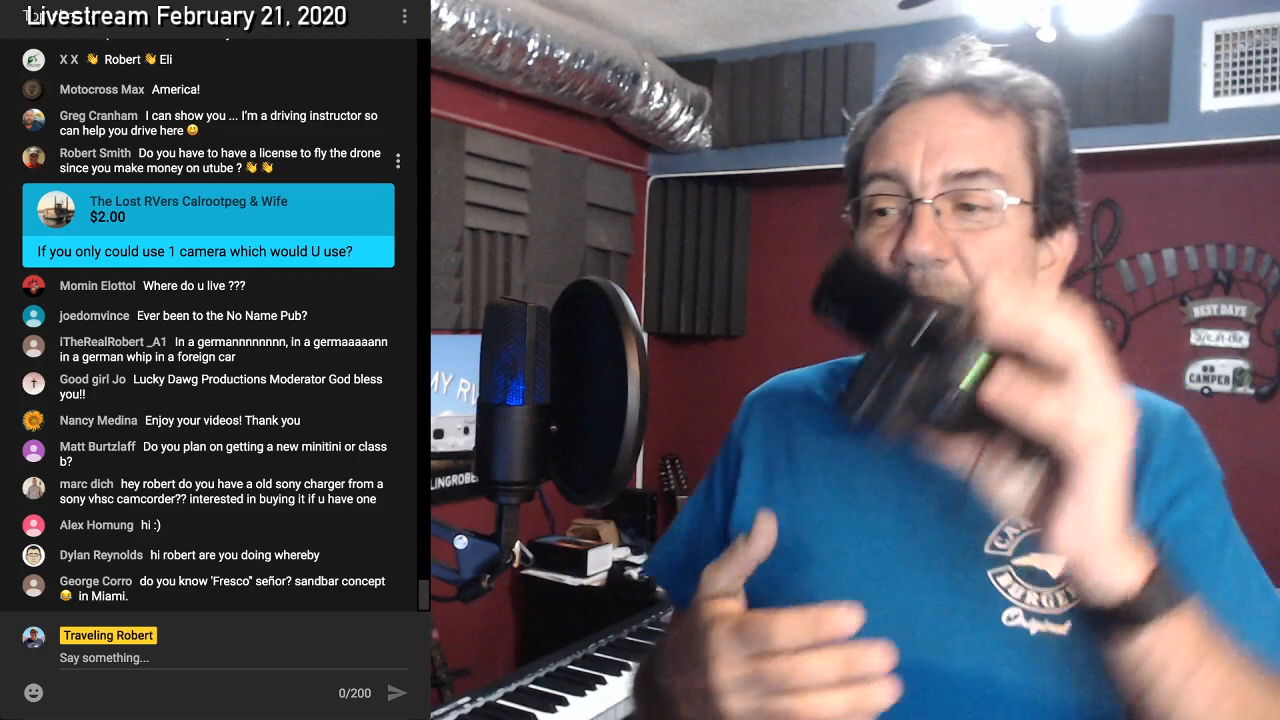 Livestream February 21, 2020
X X 👋 Robert 👋 Eli
Motocross Max America!
Greg Cranham I can show you ... I'm a driving instructor so
can help you drive here 😃
Robert Smith Do you have to have a license to fly the drone
since you make money on utube ? 👋 👋
The Lost RVers Calrootpeg & Wife
$2.00
If you only could use 1 camera which would U use?
Momin Elottol Where do u live ???
joedomvince Ever been to the No Name Pub?
ITheRealRobert _A1 In a germannnnnnnn, in a germaaaaann
in a german whip in a foreign car
Good girl Jo Lucky Dawg Productions Moderator God bless
you!!
Nancy Medina Enjoy your videos! Thank you
Matt Burtzlaff Do you plan on getting a new minitini or class
b?
marc dich hey robert do you have a old sony charger from a
sony vhsc camcorder?? interested in buying it if u have one
Alex Hornung hi :)
Dylan Reynolds hi robert are you doing whereby
George Corro do you know 'Fresco" señor? sandbar concept
😂 in Miami.
Traveling Robert
Say something...
0/200
MY RV
LINGROBE
BEST DAYS
CAMPER
BURGER
Original